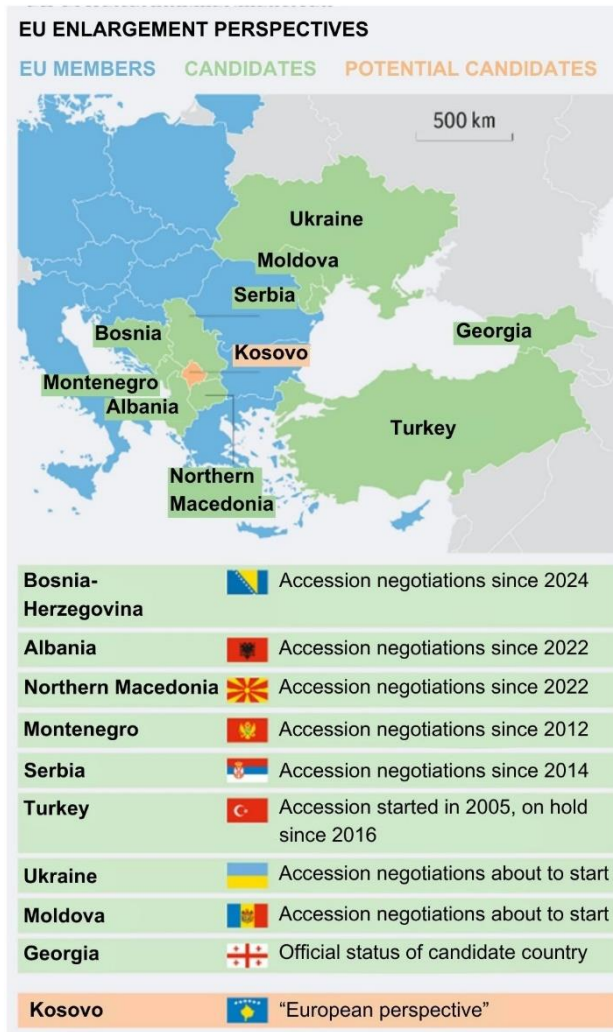 EU ENLARGEMENT PERSPECTIVES
EU MEMBERS CANDIDATES POTENTIAL CANDIDATES
500 km
Ukraine
Moldova
Serbia
Georgia
Bosnia
Kosovo
Montenegro
Albania
Turkey
Northern
Macedonia
Bosnia-
Herzegovina
Accession negotiations since 2024
Albania Accession negotiations since 2022
Northern Macedonia Accession negotiations since 2022
Montenegro Accession negotiations since 2012
Serbia Accession negotiations since 2014
Turkey Accession started in 2005, on hold
since 2016
Ukraine Accession negotiations about to start
Moldova Accession negotiations about to start
Georgia Official status of candidate country
Kosovo “European perspective”